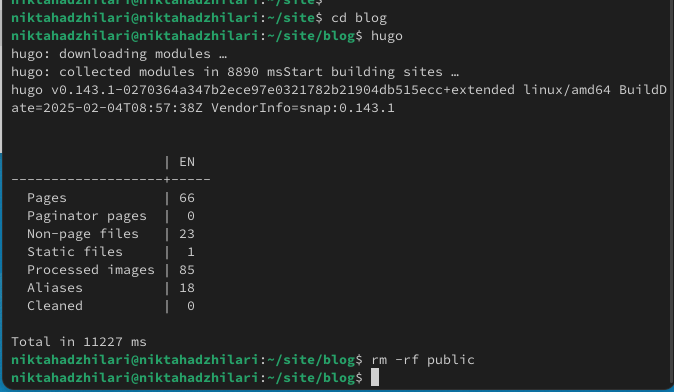 niktahadzhilari@niktahadzhilari:~/site$
niktahadzhilari@niktahadzhilari:~/site$ cd blog
niktahadzhilari@niktahadzhilari:~/site/blog$ hugo
hugo: downloading modules …
hugo: collected modules in 8890 msStart building sites …
hugo v0.143.1-0270364a347b2ece97e0321782b21904db515ecc+extended linux/amd64 BuildD
ate=2025-02-04T08:57:38Z VendorInfo=snap:0.143.1
                   | EN
-------------------+-----
  Pages            | 66
  Paginator pages  |  0
  Non-page files   | 23
  Static files     |  1
  Processed images | 85
  Aliases          | 18
  Cleaned          |  0
Total in 11227 ms
niktahadzhilari@niktahadzhilari:~/site/blog$ rm -rf public
niktahadzhilari@niktahadzhilari:~/site/blog$